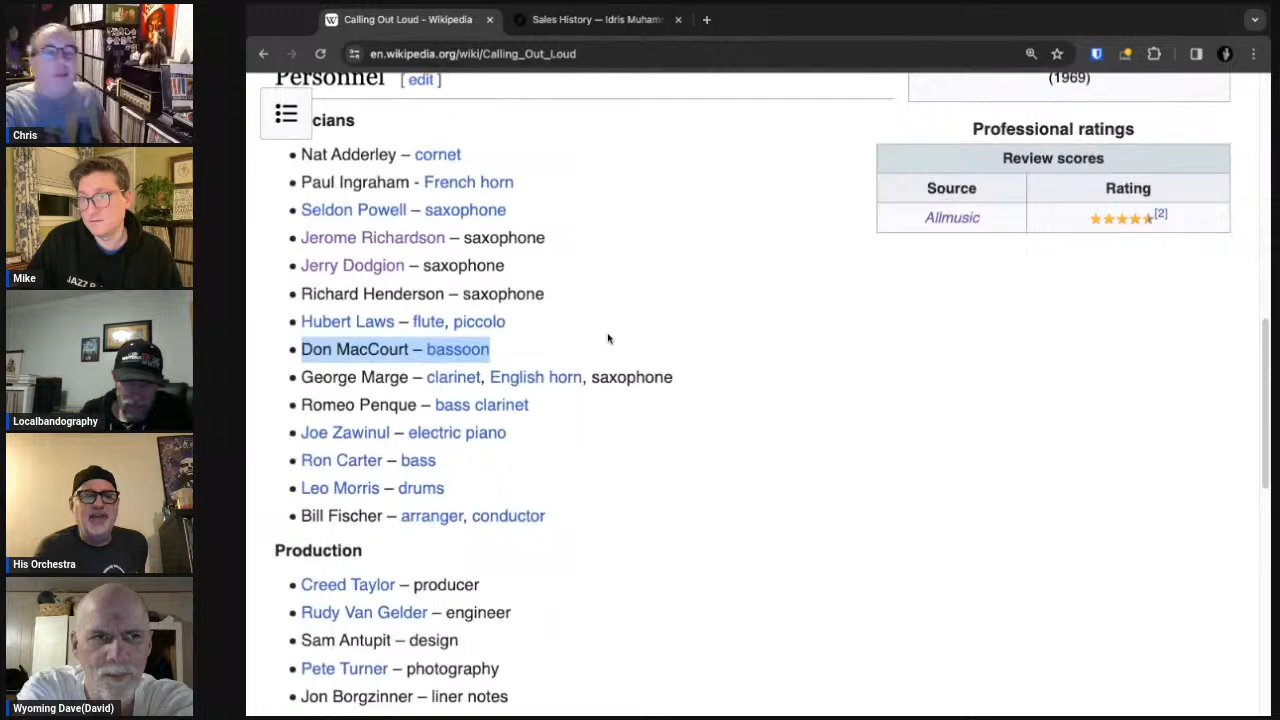 Calling Out Loud - Wikipedia
Sales History — Idris Muham
en.wikipedia.org/wiki/Calling_Out_Loud
Chris
Mike
JAZZ
Localbandography
His Orchestra
Wyoming Dave(David)
Personnel [ edit ]
cians
• Nat Adderley – cornet
• Paul Ingraham - French horn
• Seldon Powell – saxophone
• Jerome Richardson – saxophone
• Jerry Dodgion – saxophone
• Richard Henderson – saxophone
• Hubert Laws – flute, piccolo
• Don MacCourt – bassoon
• George Marge – clarinet, English horn, saxophone
• Romeo Penque – bass clarinet
• Joe Zawinul – electric piano
• Ron Carter – bass
• Leo Morris – drums
• Bill Fischer – arranger, conductor
Production
• Creed Taylor – producer
• Rudy Van Gelder – engineer
• Sam Antupit – design
• Pete Turner – photography
• Jon Borgzinner – liner notes
(1969)
Professional ratings
Review scores
Source Rating
Allmusic [2]